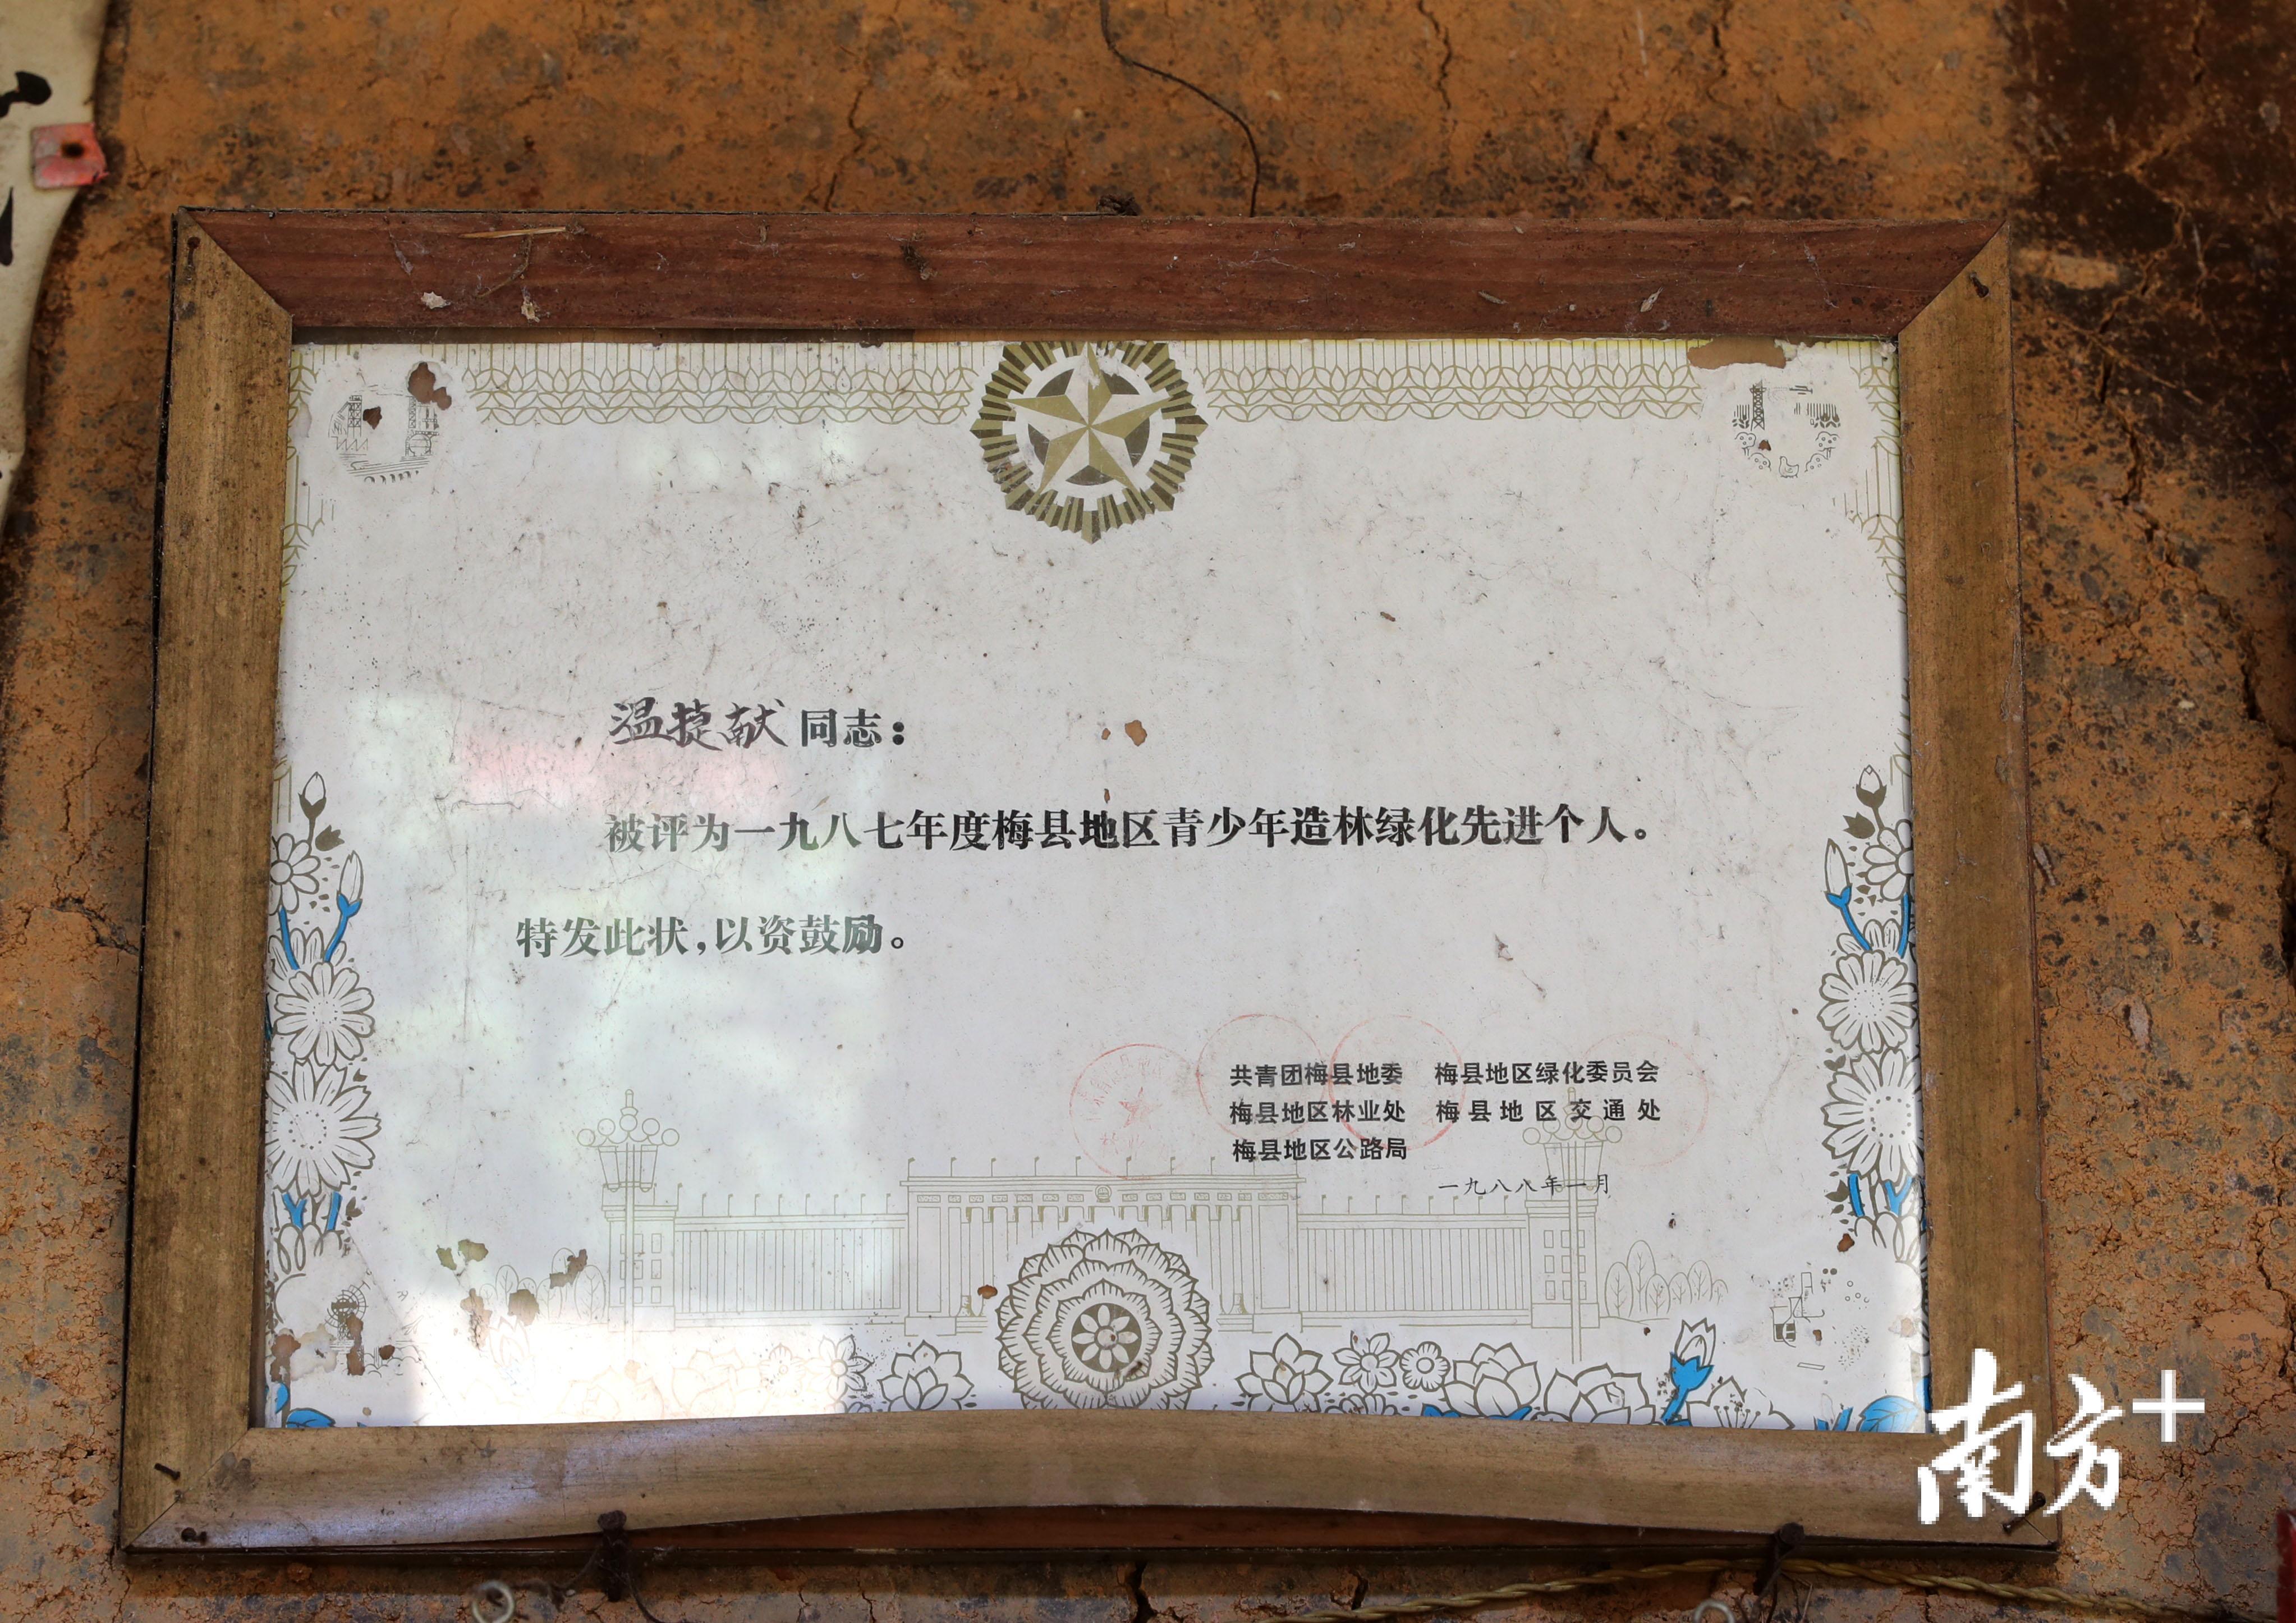 温捷献同志：
被评为一九八七年度梅县地区青少年造林绿化先进个人。
特发此状，以资鼓励。
共青团梅县地委 梅县地区绿化委员会
梅县地区林业处 梅县地区交通处
梅县地区公路局
一九八八年一月
南方+